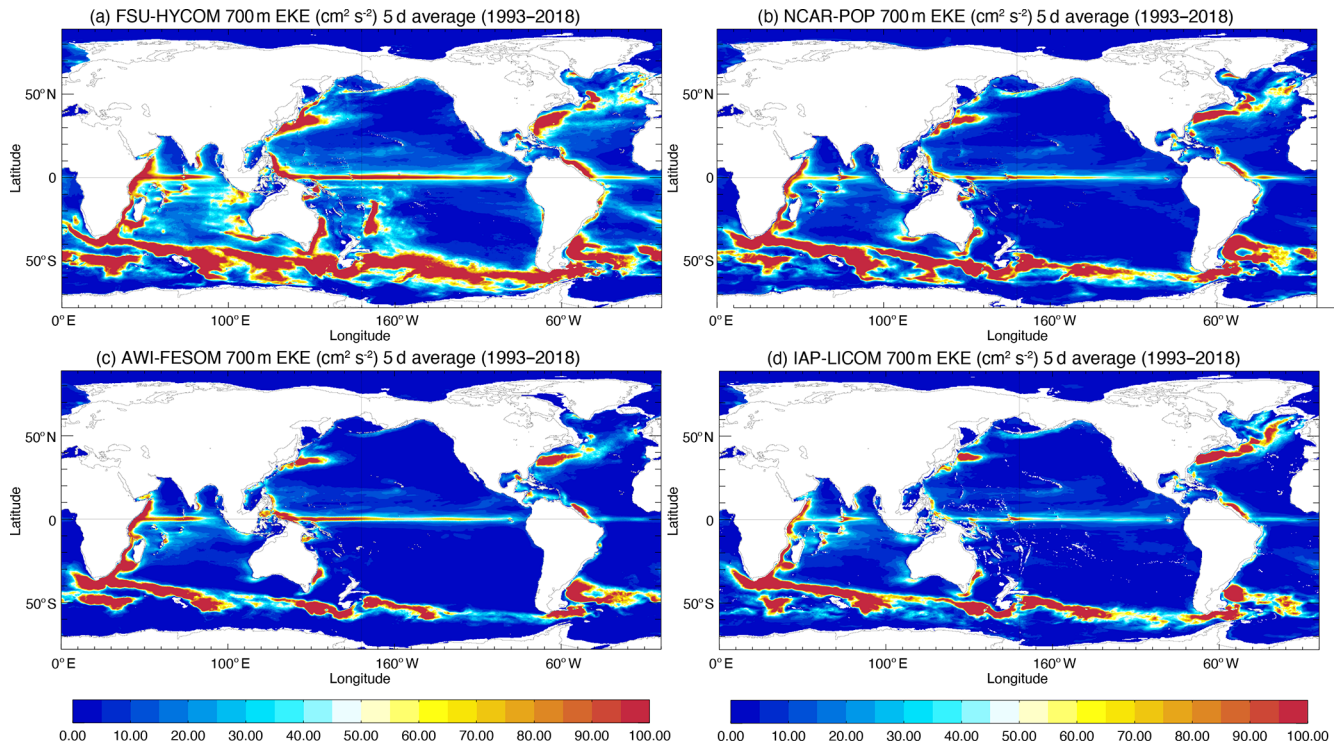 (a) FSU-HYCOM 700 m EKE (cm² s⁻²) 5 d average (1993–2018)
(b) NCAR-POP 700 m EKE (cm² s⁻²) 5 d average (1993–2018)
50° N
0
50° S
Latitude
0° E 100° E 160° W 60° W
Longitude
50° N
0
50° S
Latitude
0° E 100° E 160° W 60° W
Longitude
(c) AWI-FESOM 700 m EKE (cm² s⁻²) 5 d average (1993–2018)
(d) IAP-LICOM 700 m EKE (cm² s⁻²) 5 d average (1993–2018)
50° N
0
50° S
Latitude
0° E 100° E 160° W 60° W
Longitude
50° N
0
50° S
Latitude
0° E 100° E 160° W 60° W
Longitude
0.00 10.00 20.00 30.00 40.00 50.00 60.00 70.00 80.00 90.00 100.00
0.00 10.00 20.00 30.00 40.00 50.00 60.00 70.00 80.00 90.00 100.00